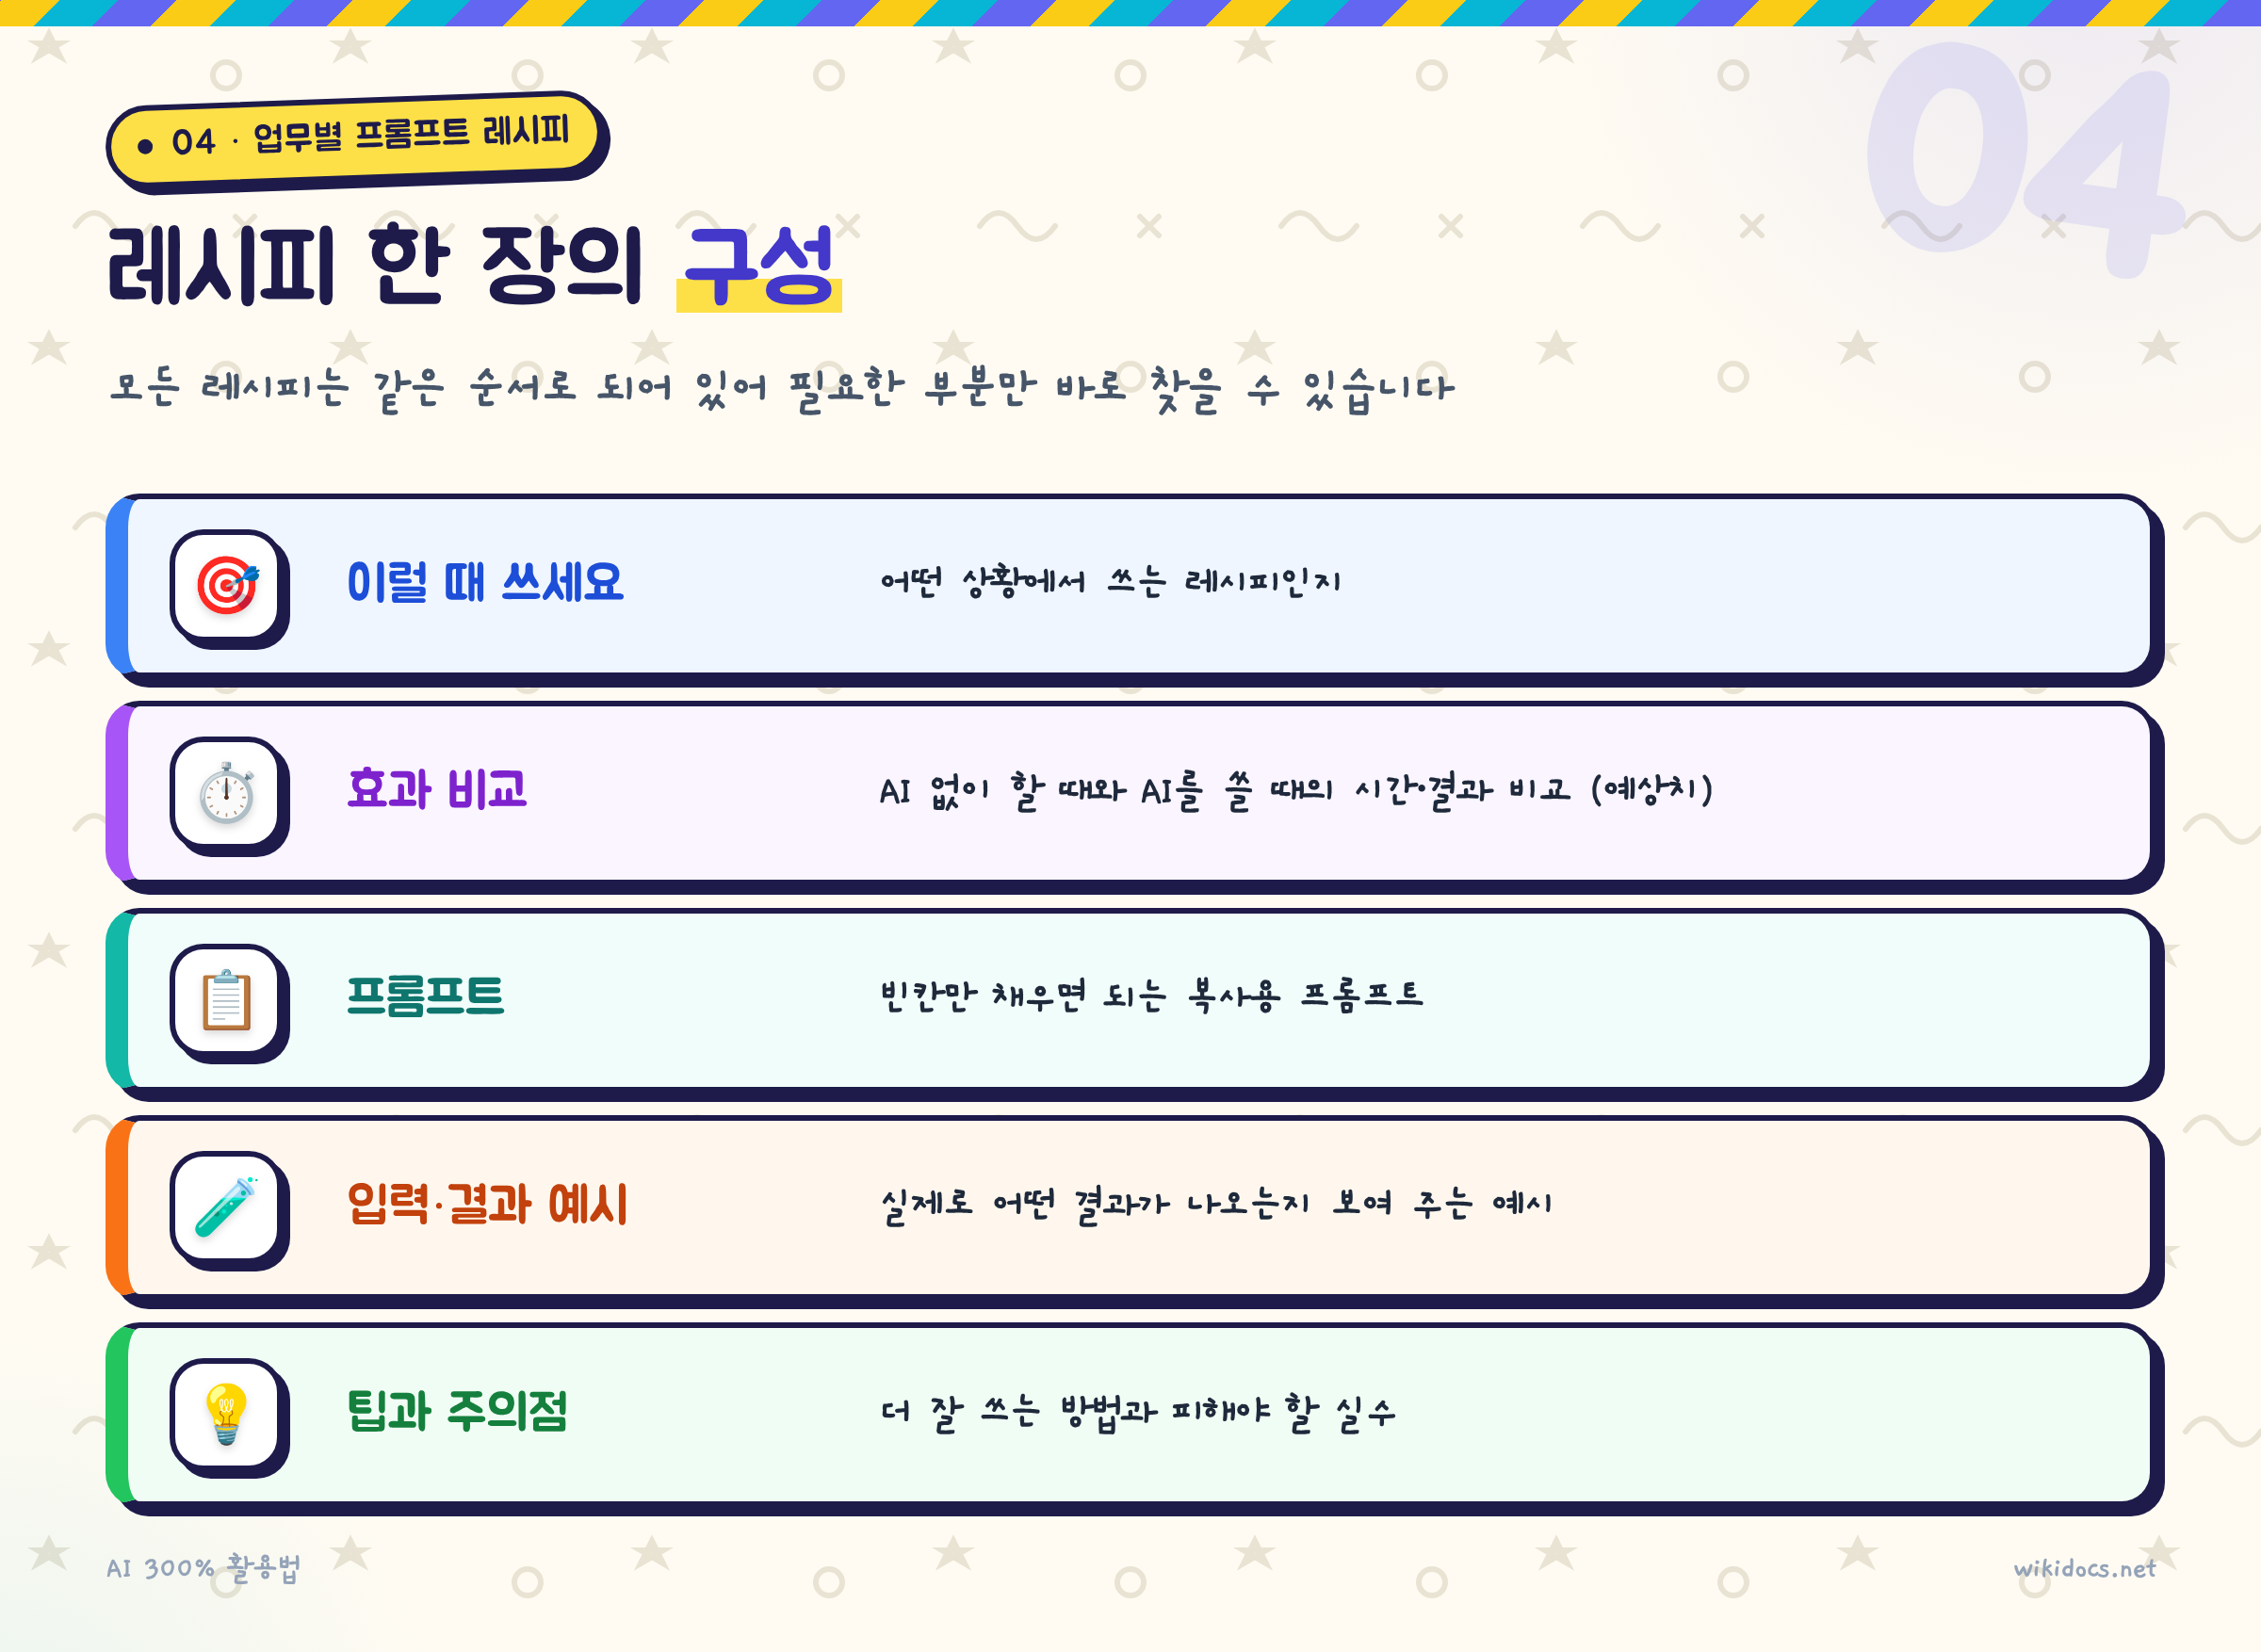 04
04 · 업무별 프롬프트 레시피
레시피 한 장의 구성
모든 레시피는 같은 순서로 되어 있어 필요한 부분만 바로 찾을 수 있습니다
이럴 때 쓰세요
어떤 상황에서 쓰는 레시피인지
효과 비교
AI 없이 할 때와 AI를 쓸 때의 시간·결과 비교 (예상치)
프롬프트
빈칸만 채우면 되는 복사용 프롬프트
입력·결과 예시
실제로 어떤 결과가 나오는지 보여 주는 예시
팁과 주의점
더 잘 쓰는 방법과 피해야 할 실수
AI 300% 활용법
wikidocs.net